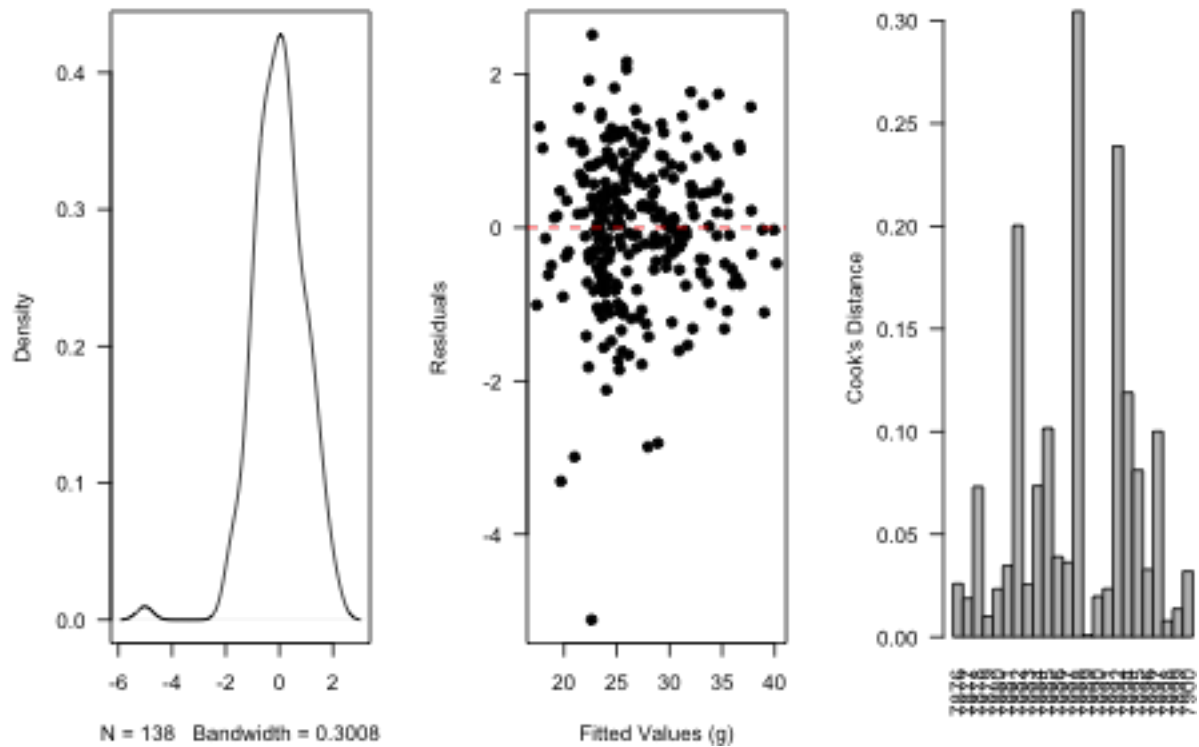 Density
0.4
0.3
0.2
0.1
0.0
-6 -4 -2 0 2
N = 138 Bandwidth = 0.3008
Residuals
2
0
-2
-4
20 25 30 35 40
Fitted Values (g)
Cook's Distance
0.30
0.25
0.20
0.15
0.10
0.05
0.00